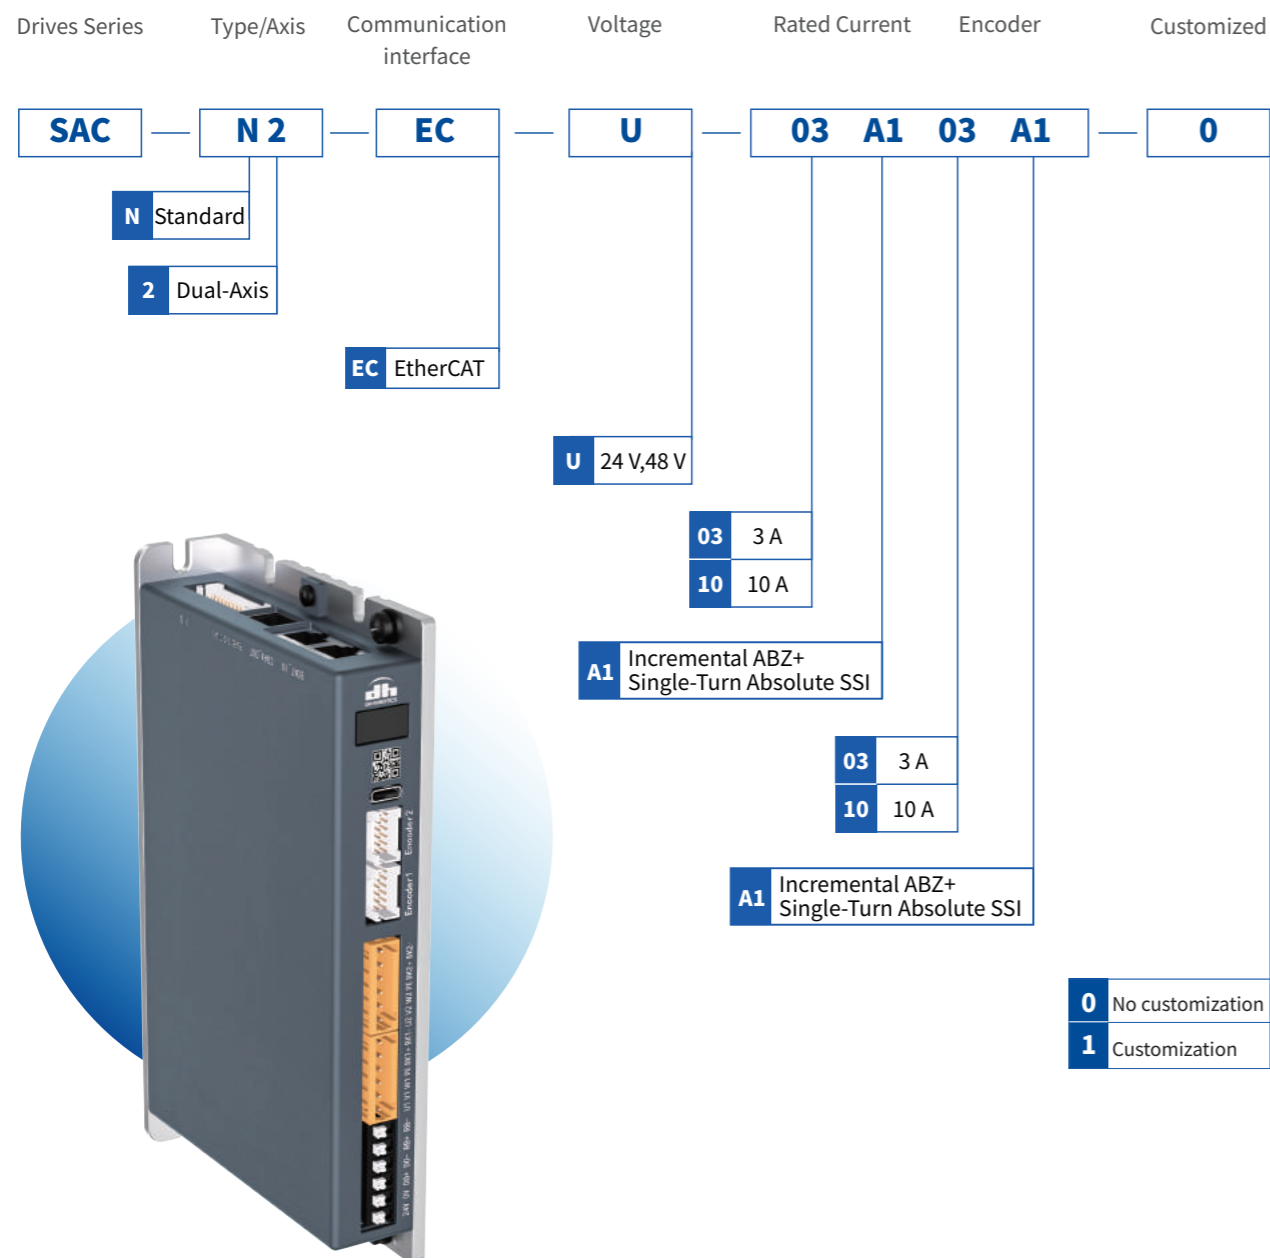 Drives Series
Type/Axis
Communication
interface
Voltage
Rated Current
Encoder
Customized
SAC — N 2 — EC — U — 03 A1 03 A1 — 0
N Standard
2 Dual-Axis
EC EtherCAT
U 24 V,48 V
03 3 A
10 10 A
A1 Incremental ABZ+
Single-Turn Absolute SSI
03 3 A
10 10 A
A1 Incremental ABZ+
Single-Turn Absolute SSI
0 No customization
1 Customization
dh
Encoder2
Encoder1